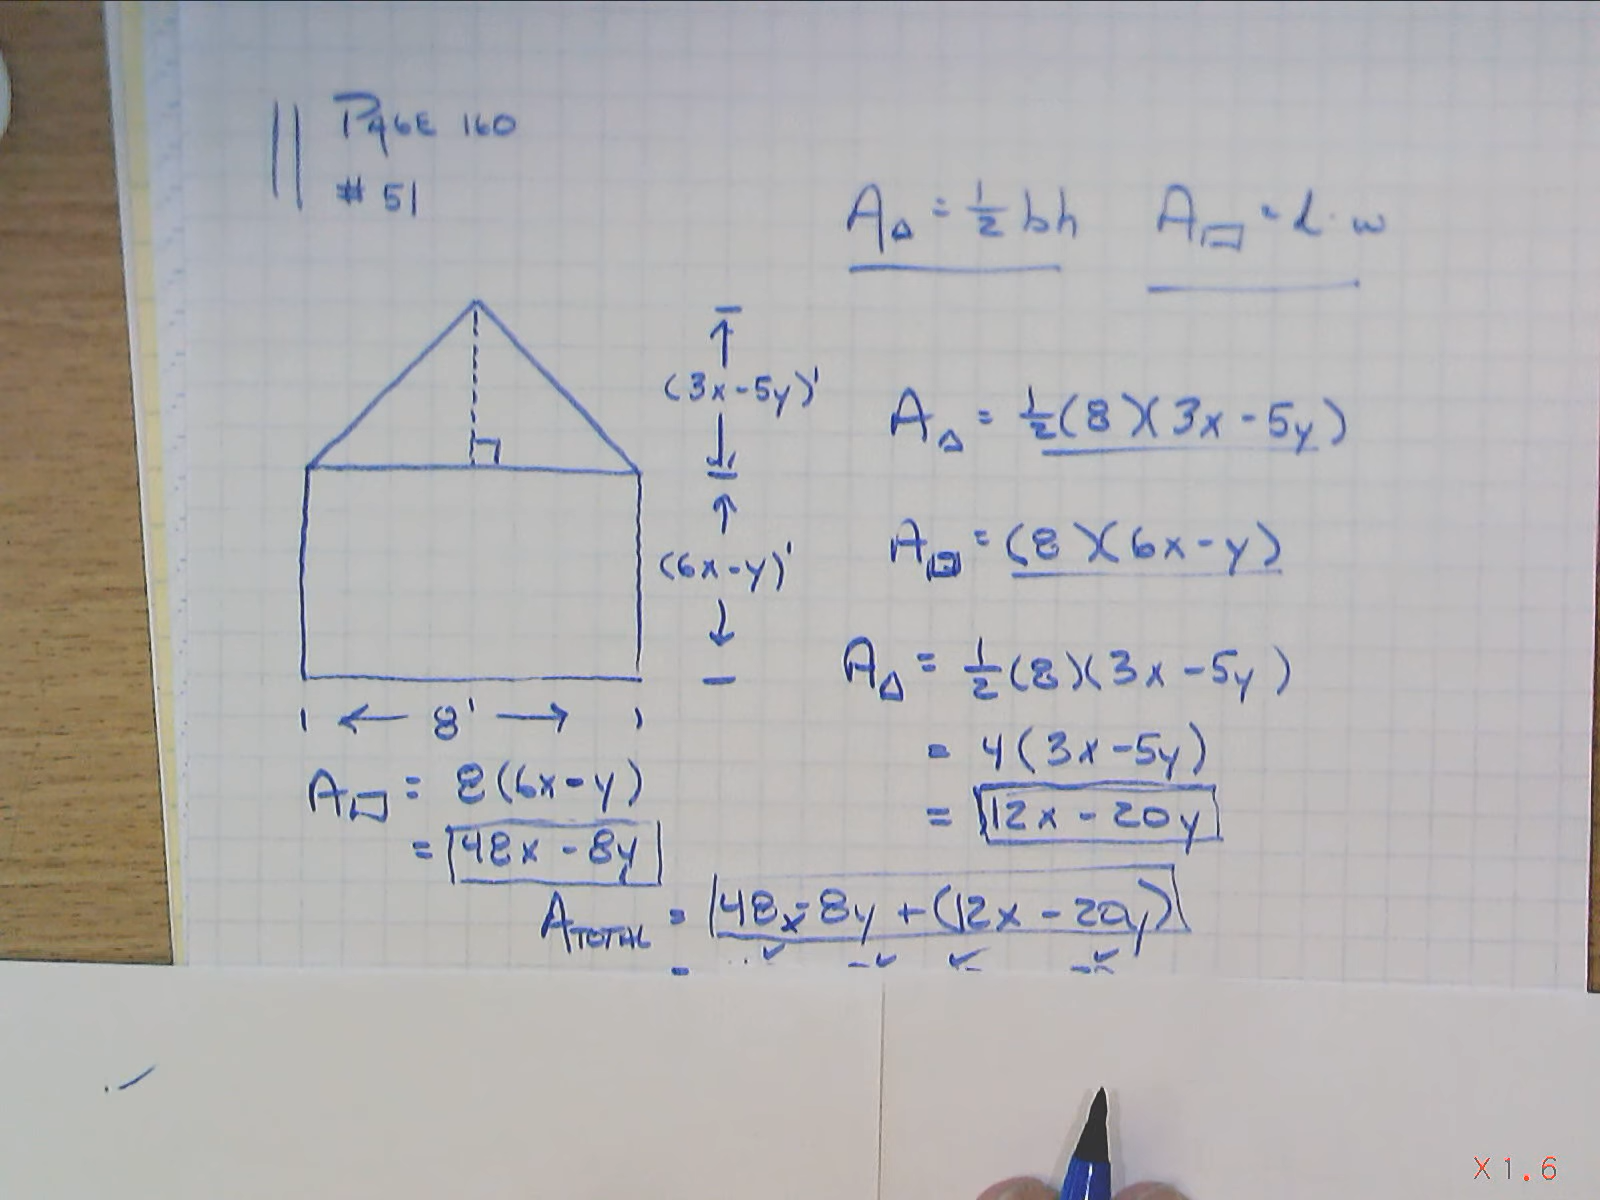 PAGE 160
# 51
A△ = 1/2 bh A▭ = l · w
(3x-5y)'
A△ = 1/2(8)(3x-5y)
(6x-y)'
A▭ = (8)(6x-y)
A△ = 1/2(8)(3x-5y)
8'
= 4(3x-5y)
= 12x-20y
A▭ = 8(6x-y)
= 48x-8y
ATOTAL = 48x-8y+(12x-20y)
=
X1.6